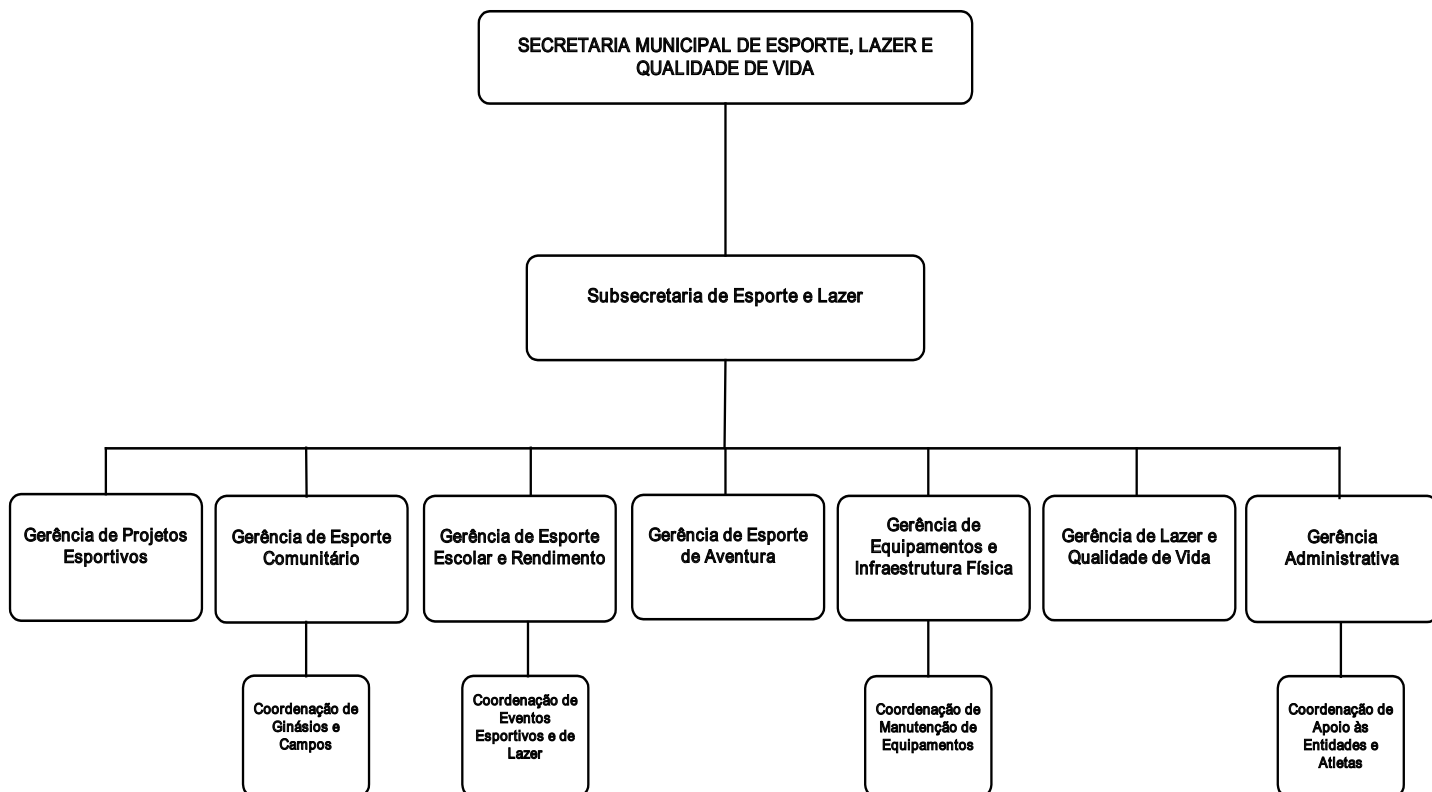 SECRETARIA MUNICIPAL DE ESPORTE, LAZER E
QUALIDADE DE VIDA
Subsecretaria de Esporte e Lazer
Gerência de Projetos
Esportivos
Gerência de Esporte
Comunitário
Gerência de Esporte
Escolar e Rendimento
Gerência de Esporte
de Aventura
Gerência de
Equipamentos e
Infraestrutura Física
Gerência de Lazer e
Qualidade de Vida
Gerência
Administrativa
Coordenação de
Ginásios e
Campos
Coordenação de
Eventos
Esportivos e de
Lazer
Coordenação de
Manutenção de
Equipamentos
Coordenação de
Apoio às
Entidades e
Atletas